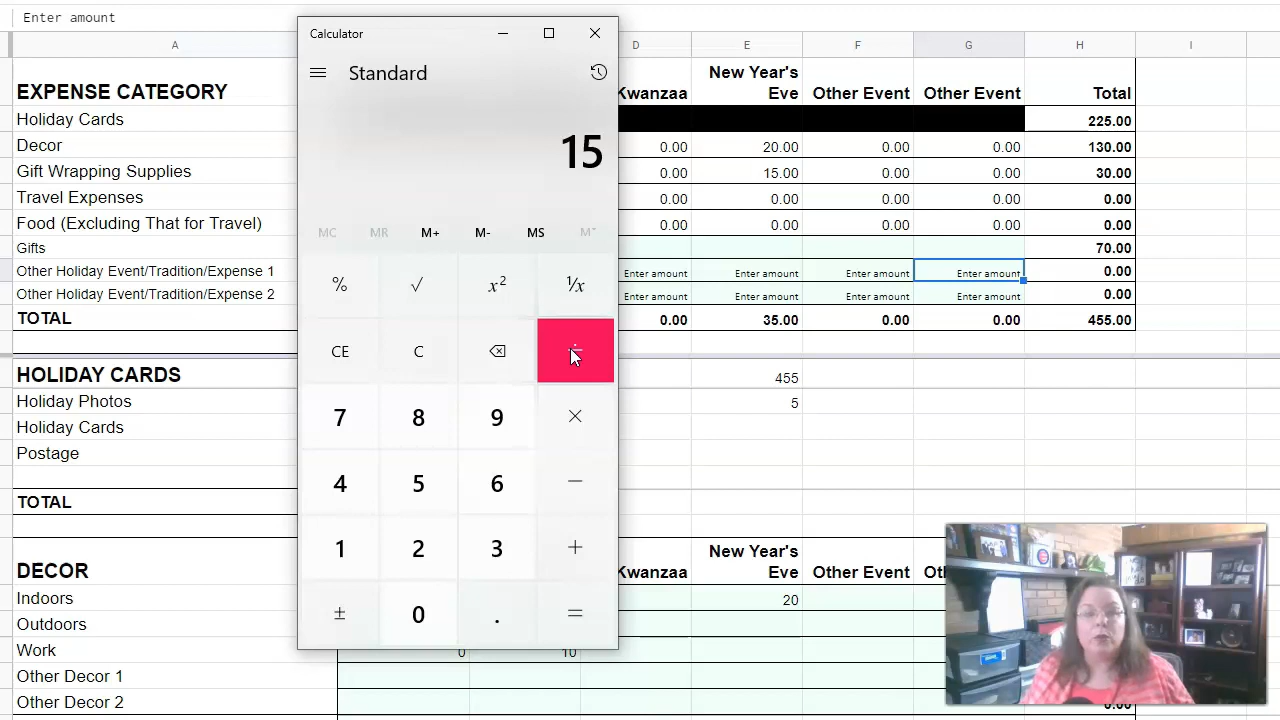 Enter amount
A D E F G H I
EXPENSE CATEGORY Kwanzaa New Year's Eve Other Event Other Event Total
Holiday Cards 225.00
Decor 0.00 20.00 0.00 0.00 130.00
Gift Wrapping Supplies 0.00 15.00 0.00 0.00 30.00
Travel Expenses 0.00 0.00 0.00 0.00 0.00
Food (Excluding That for Travel) 0.00 0.00 0.00 0.00 0.00
Gifts 70.00
Other Holiday Event/Tradition/Expense 1 Enter amount Enter amount Enter amount Enter amount 0.00
Other Holiday Event/Tradition/Expense 2 Enter amount Enter amount Enter amount Enter amount 0.00
TOTAL 0.00 35.00 0.00 0.00 455.00
HOLIDAY CARDS 455
Holiday Photos 5
Holiday Cards
Postage
TOTAL
DECOR Kwanzaa New Year's Eve Other Event
Indoors 20
Outdoors
Work 0 10
Other Decor 1
Other Decor 2 0.00
Calculator
Standard
15
MC MR M+ M- MS M˅
% √ x² ¹/x
CE C ÷
7 8 9 ×
4 5 6 −
1 2 3 +
± 0 . =